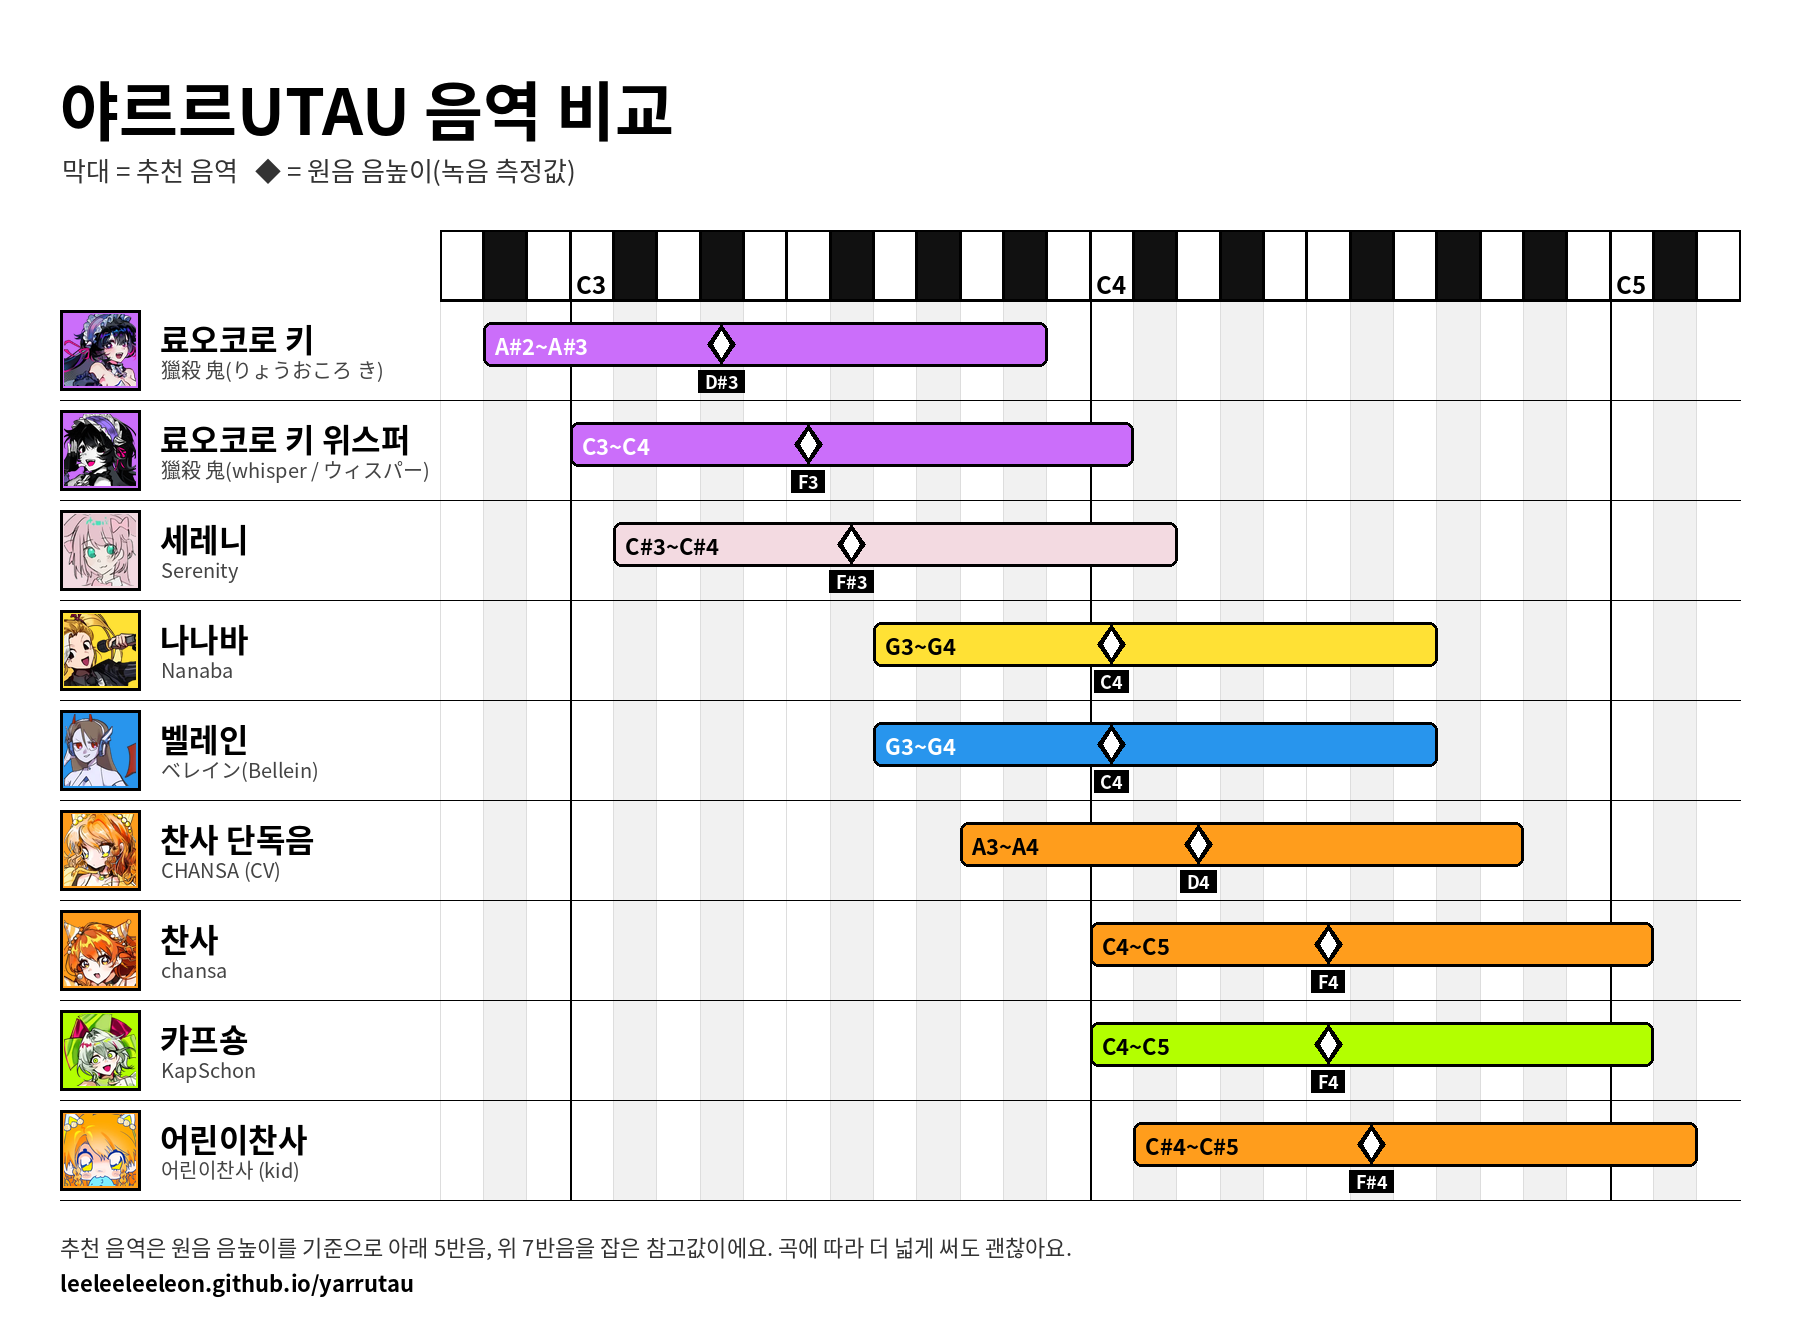 야르르UTAU 음역 비교
막대 = 추천 음역 ◆ = 원음 음높이(녹음 측정값)
C3 C4 C5
료오코로 키
獵殺 鬼(りょうおころ き)
A#2~A#3
D#3
료오코로 키 위스퍼
獵殺 鬼(whisper / ウィスパー)
C3~C4
F3
세레니
Serenity
C#3~C#4
F#3
나나바
Nanaba
G3~G4
C4
벨레인
ベレイン(Bellein)
G3~G4
C4
찬사 단독음
CHANSA (CV)
A3~A4
D4
찬사
chansa
C4~C5
F4
카프숑
KapSchon
C4~C5
F4
어린이찬사
어린이찬사 (kid)
C#4~C#5
F#4
추천 음역은 원음 음높이를 기준으로 아래 5반음, 위 7반음을 잡은 참고값이에요. 곡에 따라 더 넓게 써도 괜찮아요.
leeleeleeleon.github.io/yarrutau